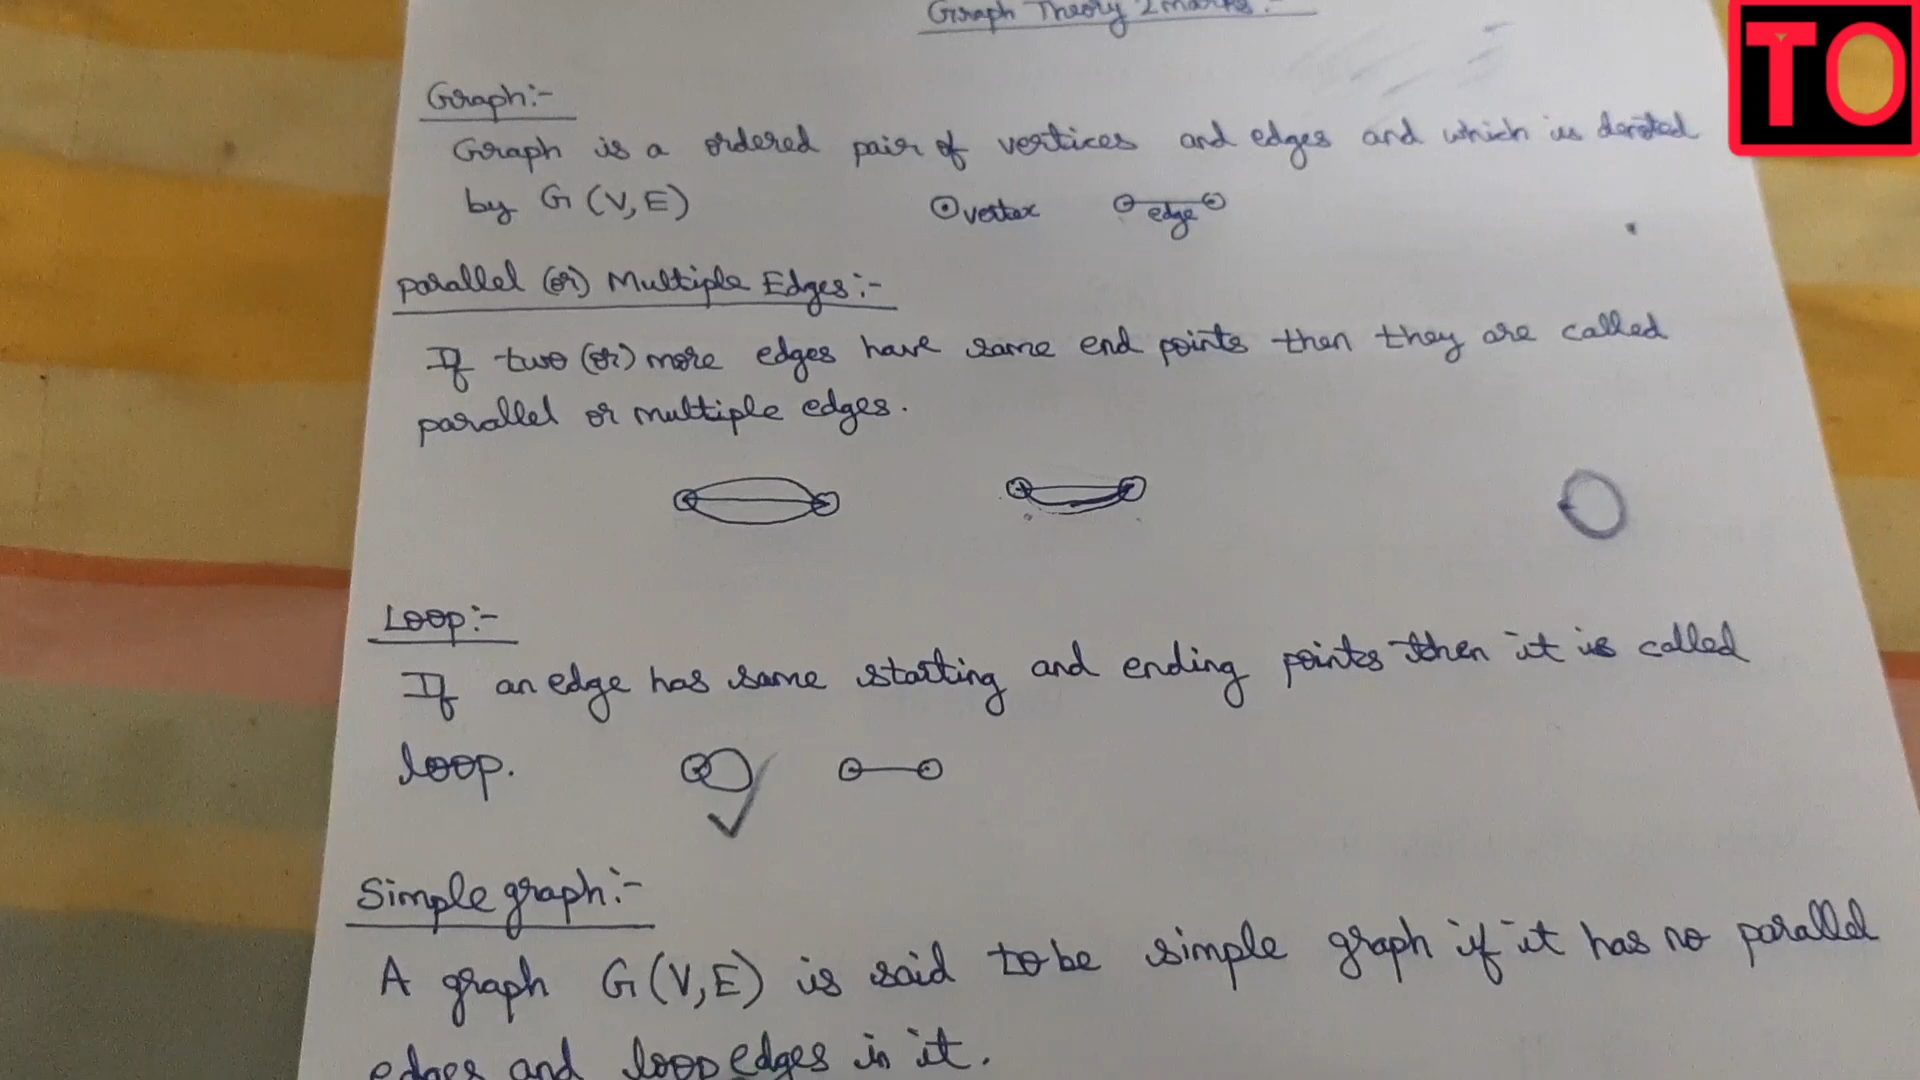 Graph Theory 2 marks:-
TO
Graph:-
Graph is a ordered pair of vertices and edges and which is denoted
by G (V, E) vertex edge
parallel (or) Multiple Edges:-
If two (or) more edges have same end points then they are called
parallel or multiple edges.
Loop:-
If an edge has same starting and ending points then it is called
loop.
Simple graph:-
A graph G(V,E) is said to be simple graph if it has no parallel
edges and loop edges in it.